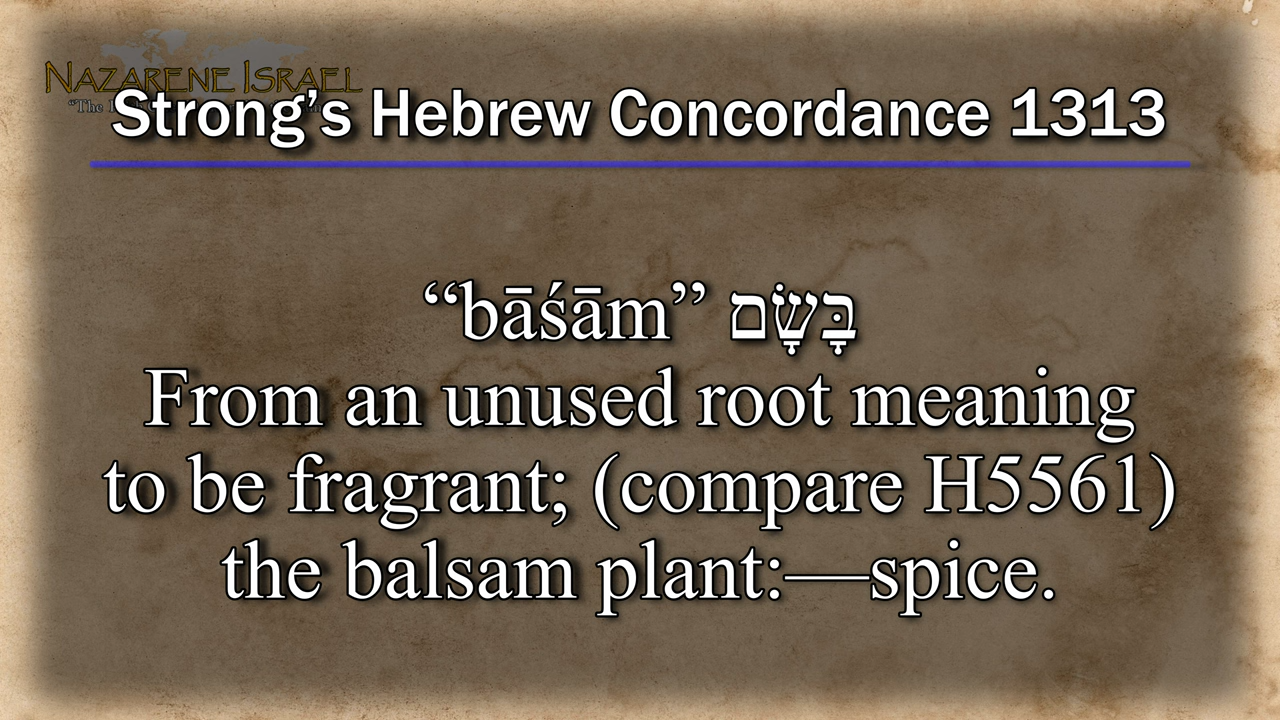 NAZARENE ISRAEL
"The
Strong’s Hebrew Concordance 1313
“bāśām” בָּשָׂם
From an unused root meaning
to be fragrant; (compare H5561)
the balsam plant:—spice.